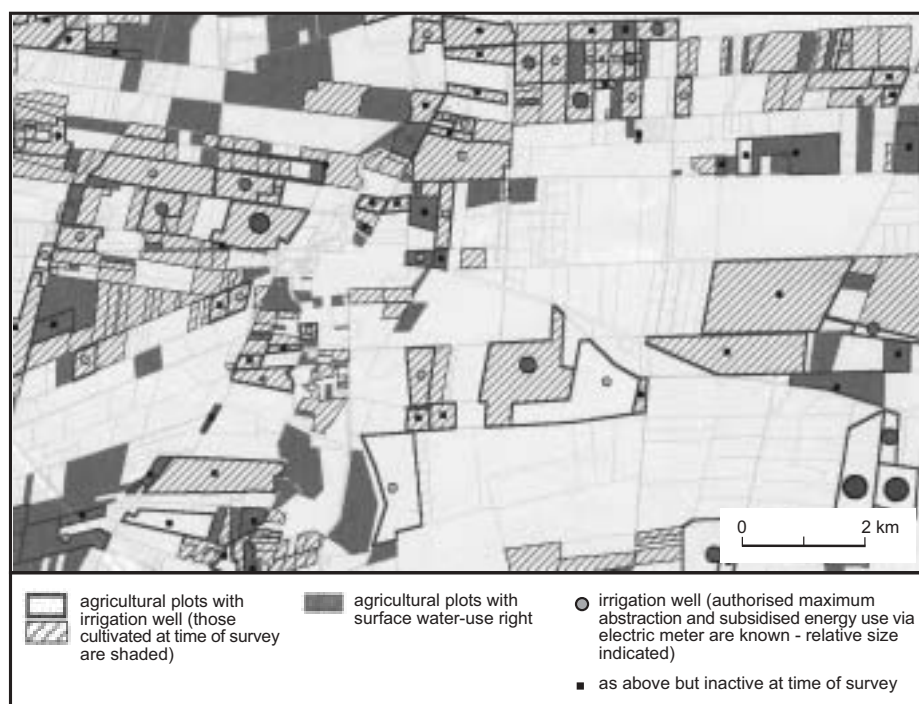 0
2 km
agricultural plots with
irrigation well (those
cultivated at time of survey
are shaded)
agricultural plots with
surface water-use right
irrigation well (authorised maximum
abstraction and subsidised energy use via
electric meter are known - relative size
indicated)
as above but inactive at time of survey